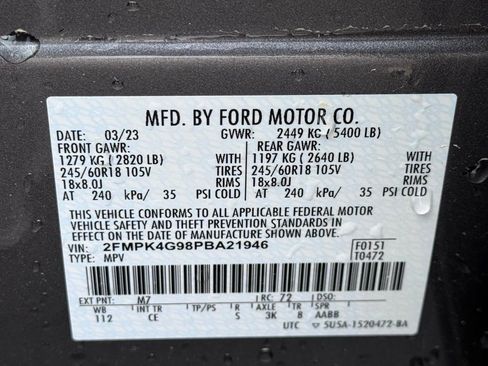 MFD. BY FORD MOTOR CO.
DATE: 03/23 GVWR: 2449 KG ( 5400 LB)
FRONT GAWR: REAR GAWR:
1279 KG ( 2820 LB) 1197 KG ( 2640 LB)
245/60R18 105V TIRES 245/60R18 105V TIRES
18x8.0J RIMS 18x8.0J RIMS
AT 240 kPa/ 35 PSI COLD AT 240 kPa/ 35 PSI COLD
THIS VEHICLE CONFORMS TO ALL APPLICABLE FEDERAL MOTOR
VEHICLE SAFETY AND THEFT PREVENTION STANDARDS IN EFFECT
ON THE DATE OF MANUFACTURE SHOWN ABOVE.
VIN: 2FMPK4G98PBA21946 F0151
TYPE: MPV T0472
EXT PNT: M7 RC: 72 DSO:
WB INT TR TP/PS R AXLE TR SPR
112 CE S 3K 8 AABB
UTC 5U5A-1520472-BA